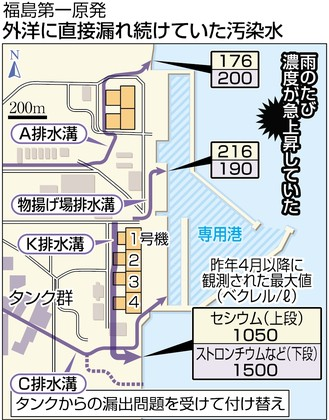 福島第一原発
外洋に直接漏れ続けていた汚染水
N
200m
176
200
雨のたび
濃度が急上昇していた
A排水溝
216
190
物揚げ場排水溝
K排水溝
1号機
2
3
4
専用港
昨年4月以降に
観測された最大値
(ベクレル/ℓ)
タンク群
セシウム(上段)
1050
ストロンチウムなど(下段)
1500
C排水溝
タンクからの漏出問題を受けて付け替え